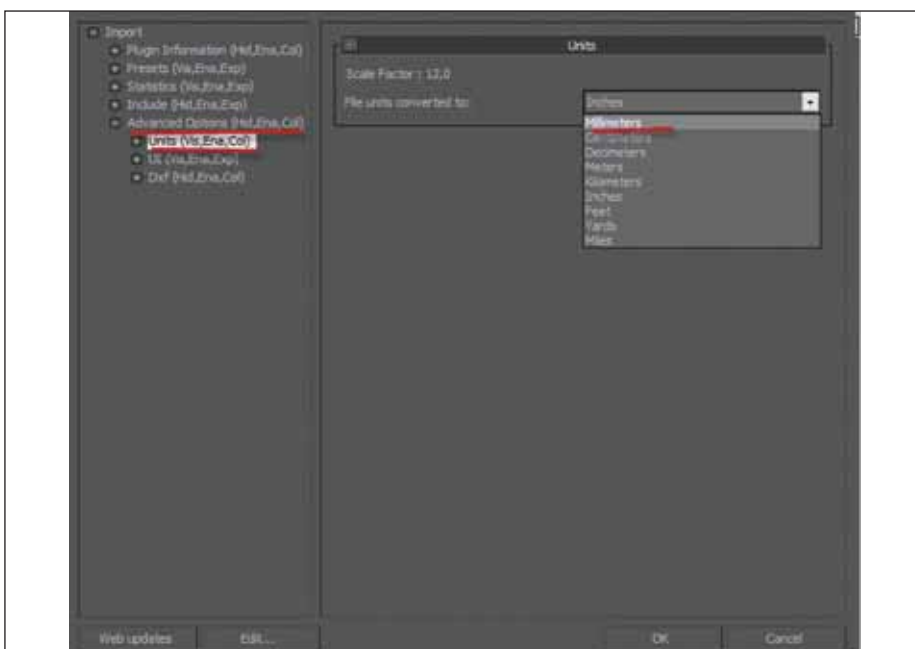 Import
Plugin Information (Hid,Ena,Col)
Presets (Vis,Ena,Exp)
Statistics (Vis,Ena,Exp)
Include (Hid,Ena,Exp)
Advanced Options (Hid,Ena,Col)
Units (Vis,Ena,Col)
UI (Vis,Ena,Exp)
Dxf (Hid,Ena,Col)
Units
Scale Factor : 12,0
File units converted to:
Inches
Millimeters
Centimeters
Decimeters
Meters
Kilometers
Inches
Feet
Yards
Miles
Web updates
Edit...
OK
Cancel